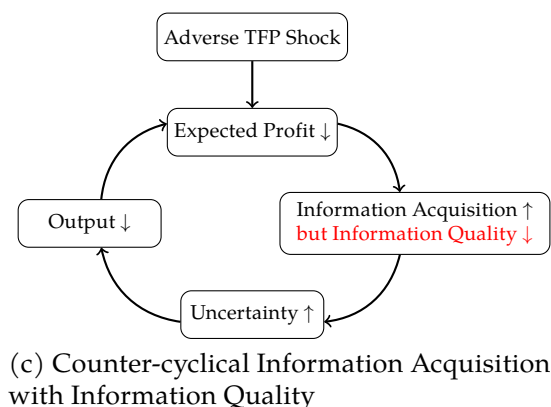 Adverse TFP Shock
Expected Profit ↓
Information Acquisition ↑
but Information Quality ↓
Output ↓
Uncertainty ↑
(c) Counter-cyclical Information Acquisition
with Information Quality